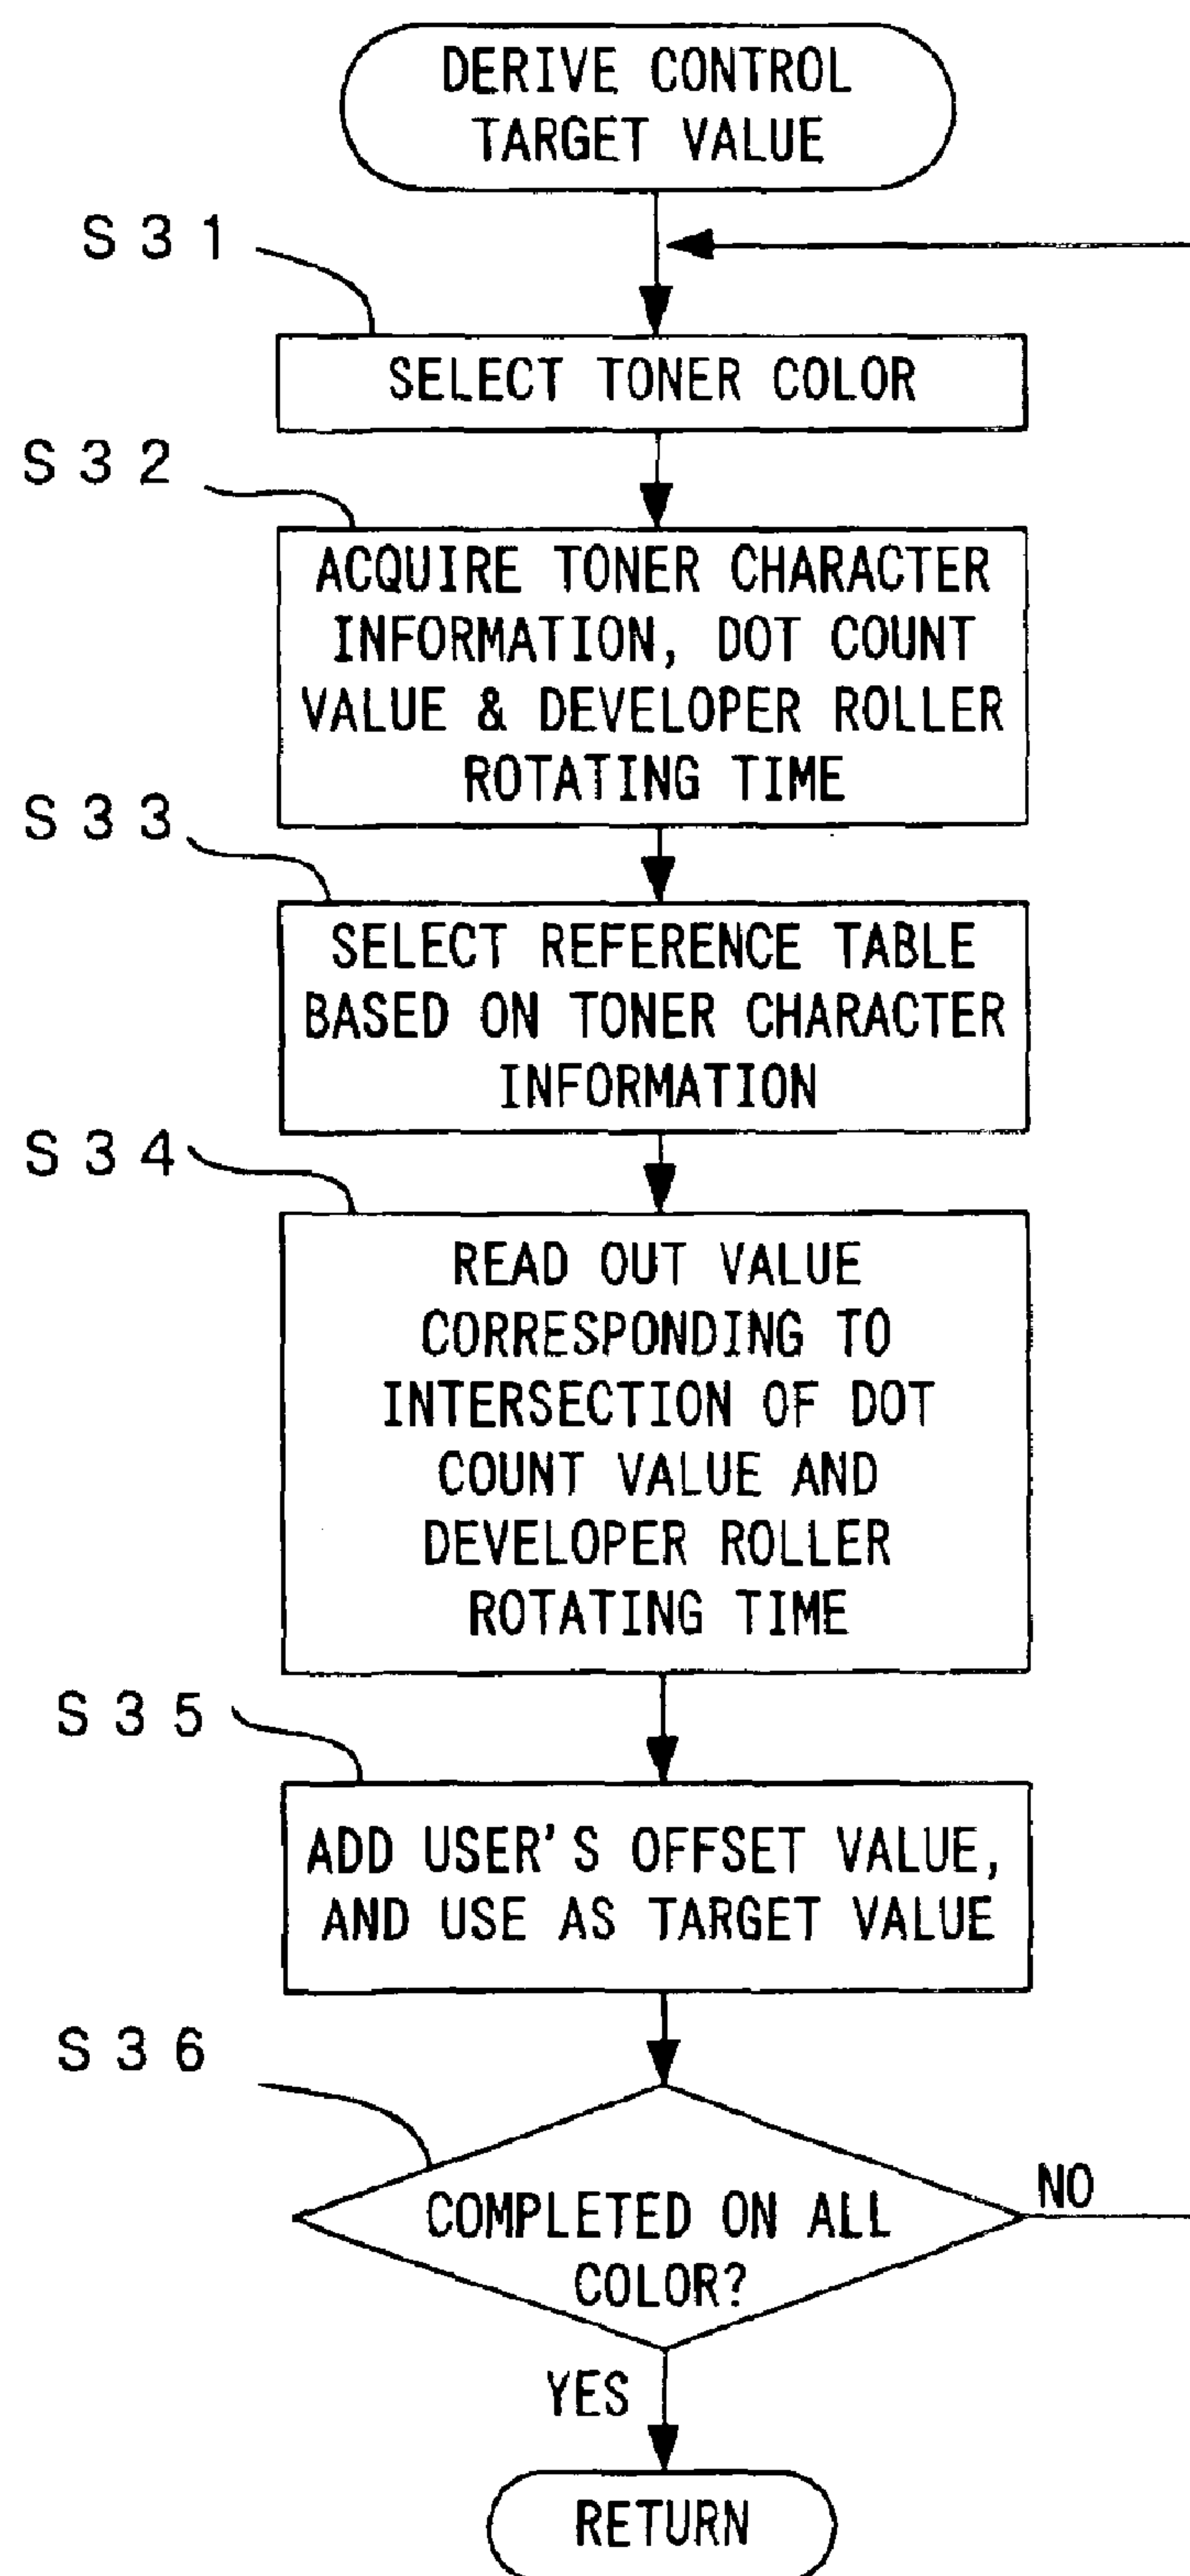 DERIVE CONTROL
TARGET VALUE
S31
SELECT TONER COLOR
S32
ACQUIRE TONER CHARACTER
INFORMATION, DOT COUNT
VALUE & DEVELOPER ROLLER
ROTATING TIME
S33
SELECT REFERENCE TABLE
BASED ON TONER CHARACTER
INFORMATION
S34
READ OUT VALUE
CORRESPONDING TO
INTERSECTION OF DOT
COUNT VALUE AND
DEVELOPER ROLLER
ROTATING TIME
S35
ADD USER'S OFFSET VALUE,
AND USE AS TARGET VALUE
S36
COMPLETED ON ALL
COLOR?
NO
YES
RETURN